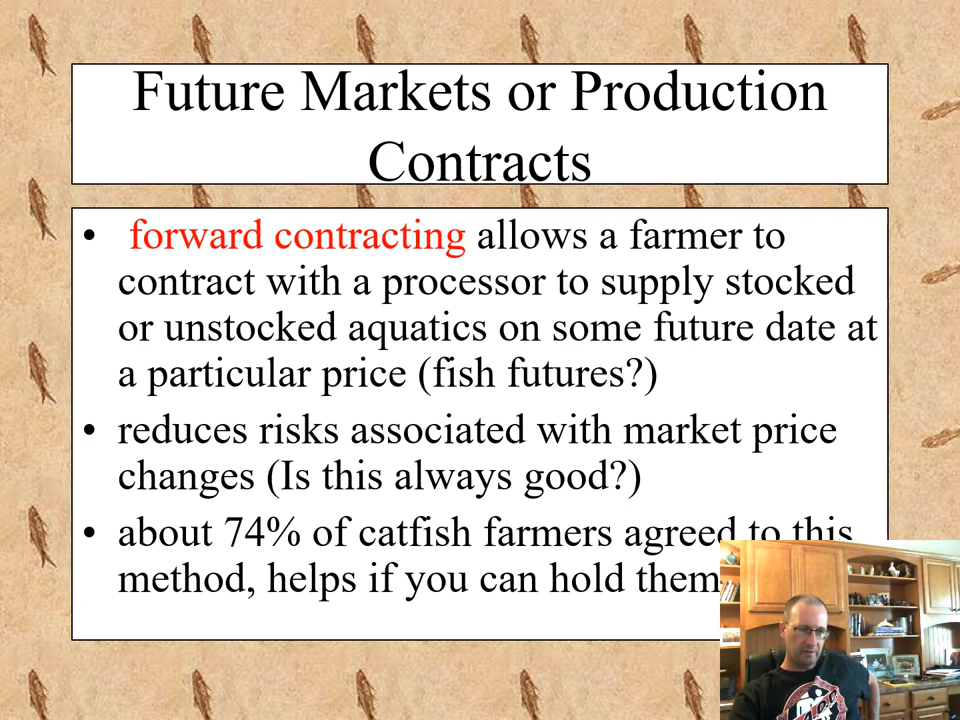 Future Markets or Production
Contracts
• forward contracting allows a farmer to
contract with a processor to supply stocked
or unstocked aquatics on some future date at
a particular price (fish futures?)
• reduces risks associated with market price
changes (Is this always good?)
• about 74% of catfish farmers agreed to this
method, helps if you can hold them